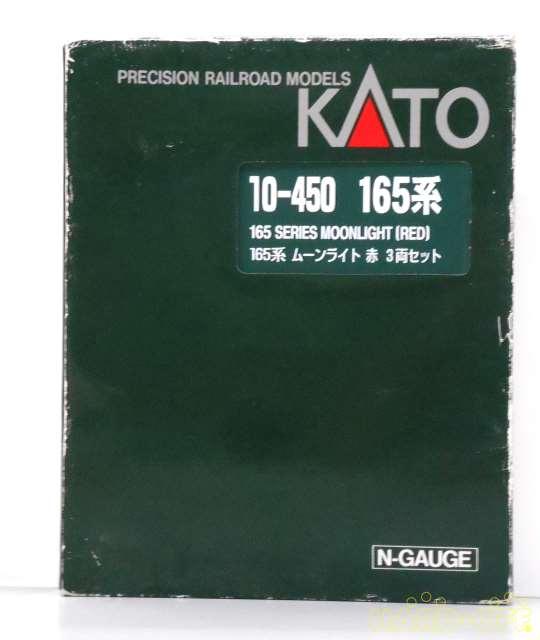 PRECISION RAILROAD MODELS
KATO
10-450 165系
165 SERIES MOONLIGHT (RED)
165系 ムーンライト 赤 3両セット
N-GAUGE